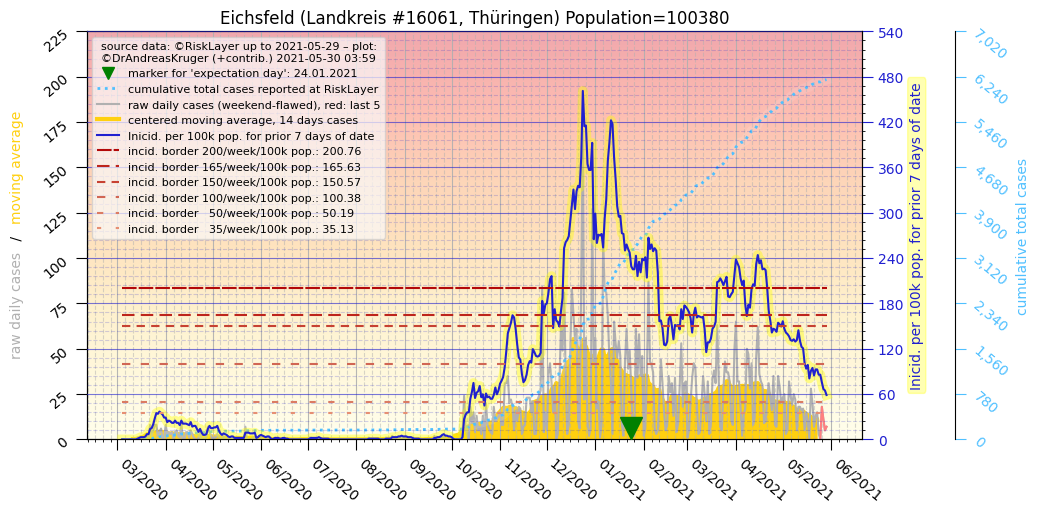 Eichsfeld (Landkreis #16061, Thüringen) Population=100380
source data: ©RiskLayer up to 2021-05-29 – plot:
©DrAndreasKruger (+contrib.) 2021-05-30 03:59
marker for 'expectation day': 24.01.2021
cumulative total cases reported at RiskLayer
raw daily cases (weekend-flawed), red: last 5
centered moving average, 14 days cases
Inicid. per 100k pop. for prior 7 days of date
incid. border 200/week/100k pop.: 200.76
incid. border 165/week/100k pop.: 165.63
incid. border 150/week/100k pop.: 150.57
incid. border 100/week/100k pop.: 100.38
incid. border   50/week/100k pop.: 50.19
incid. border   35/week/100k pop.: 35.13
raw daily cases / moving average
225
200
175
150
125
100
75
50
25
0
540
480
420
360
300
240
180
120
60
0
Inicid. per 100k pop. for prior 7 days of date
7,020
6,240
5,460
4,680
3,900
3,120
2,340
1,560
780
0
cumulative total cases
03/2020
04/2020
05/2020
06/2020
07/2020
08/2020
09/2020
10/2020
11/2020
12/2020
01/2021
02/2021
03/2021
04/2021
05/2021
06/2021